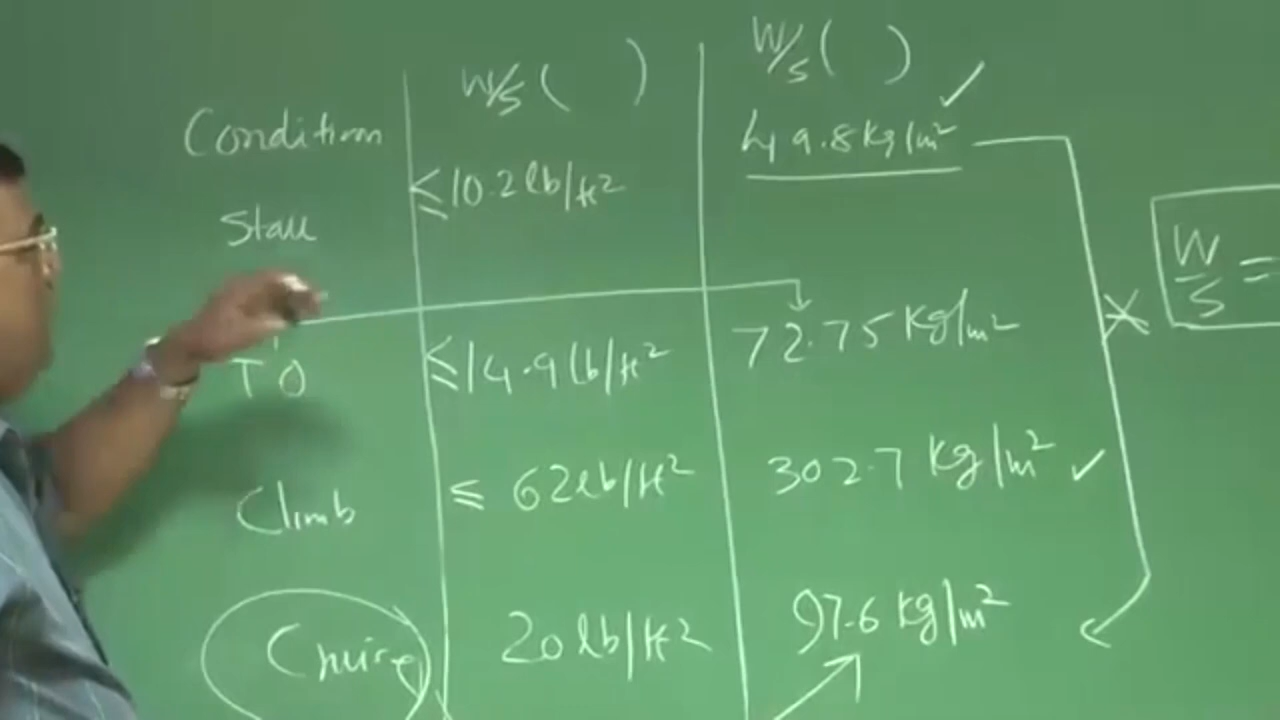 Condition W/s ( ) W/s ( )
Stall ≤10.2 lb/ft² 49.8 kg/m² ✓
TO ≤14.9 lb/ft² 72.75 kg/m²
Climb ≤ 62 lb/ft² 302.7 kg/m² ✓
Cruise 20 lb/ft² 97.6 kg/m²
W/S =